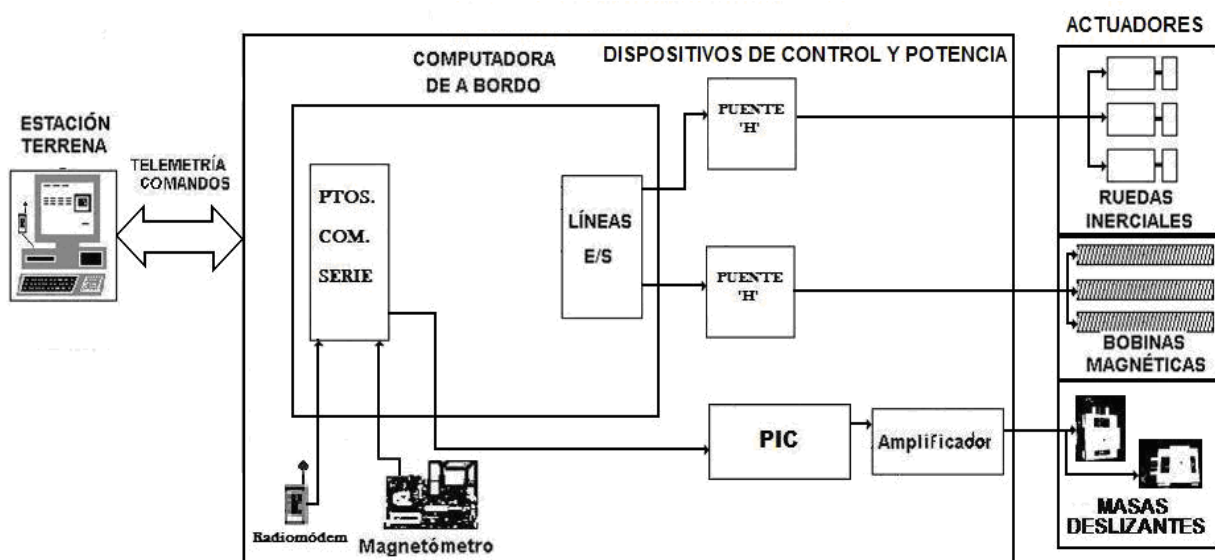 ESTACIÓN
TERRENA
TELEMETRÍA
COMANDOS
COMPUTADORA
DE A BORDO
DISPOSITIVOS DE CONTROL Y POTENCIA
PTOS.
COM.
SERIE
LÍNEAS
E/S
PUENTE
'H'
PUENTE
'H'
PIC
Amplificador
Radiomódem
Magnetómetro
ACTUADORES
RUEDAS
INERCIALES
BOBINAS
MAGNÉTICAS
MASAS
DESLIZANTES